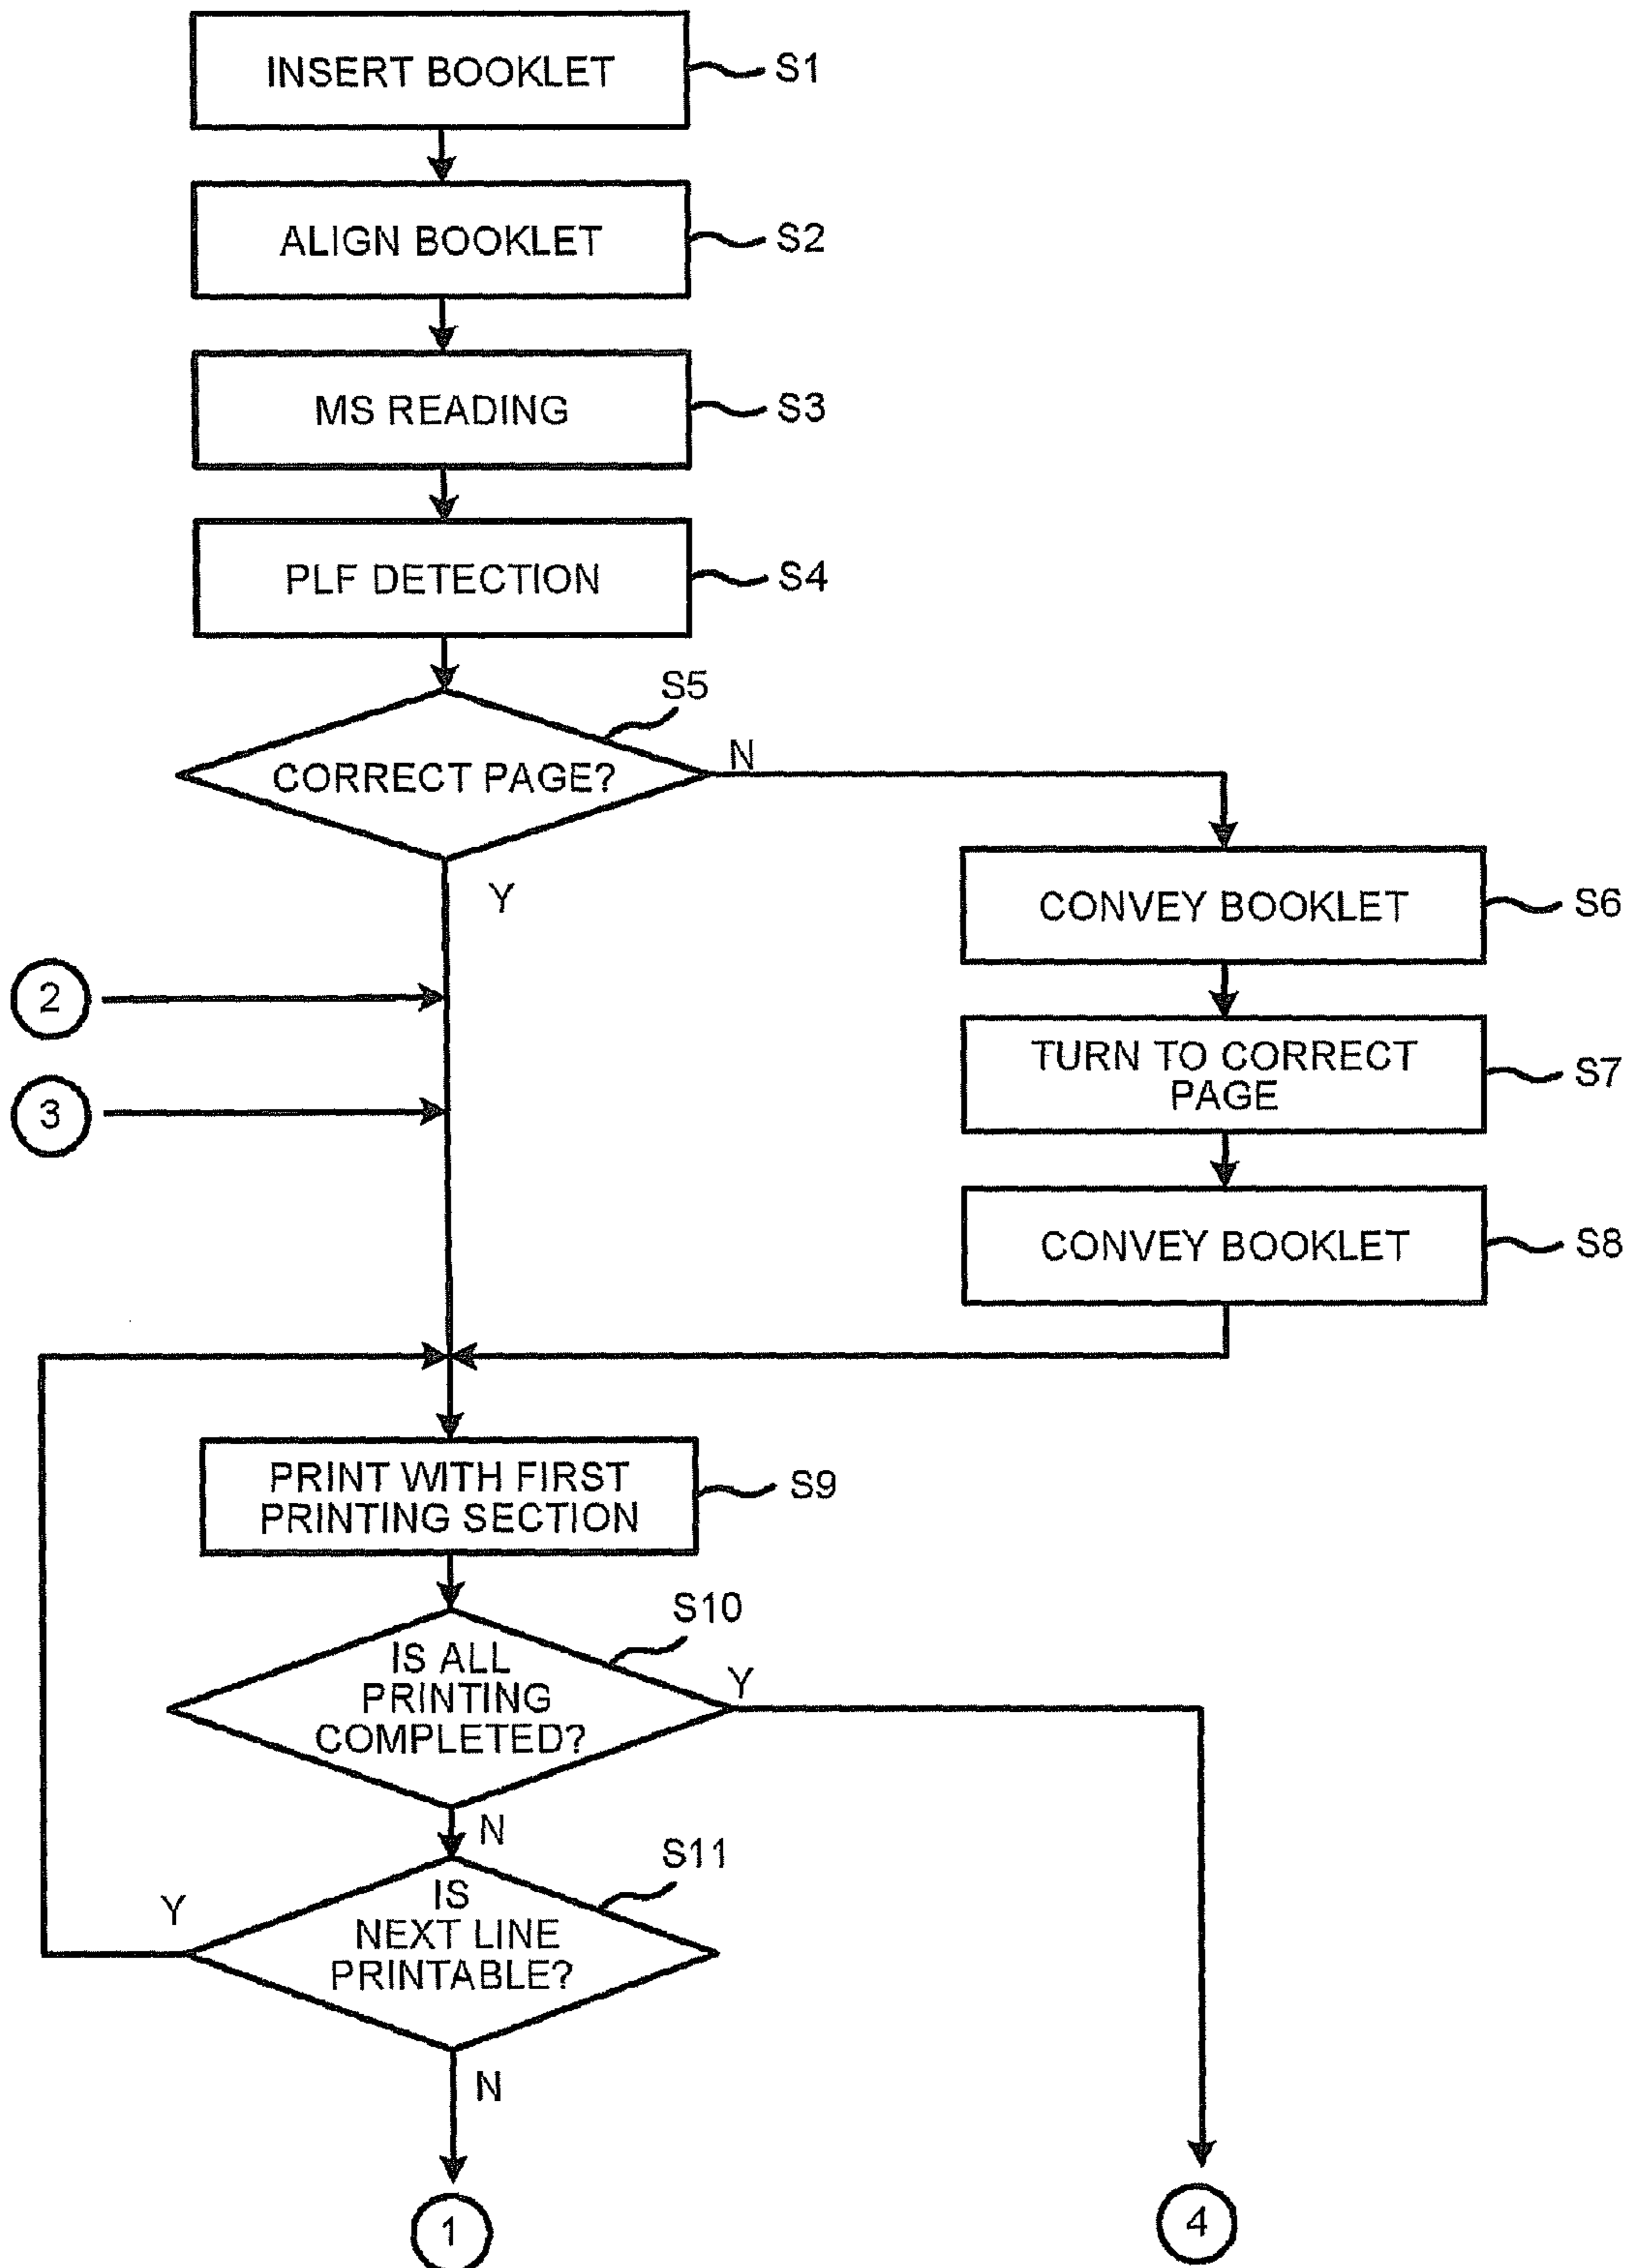 INSERT BOOKLET
S1
ALIGN BOOKLET
S2
MS READING
S3
PLF DETECTION
S4
S5
CORRECT PAGE?
N
Y
CONVEY BOOKLET
S6
2
TURN TO CORRECT
PAGE
S7
3
CONVEY BOOKLET
S8
PRINT WITH FIRST
PRINTING SECTION
S9
S10
IS ALL
PRINTING
COMPLETED?
Y
N
S11
IS
NEXT LINE
PRINTABLE?
Y
N
1
4